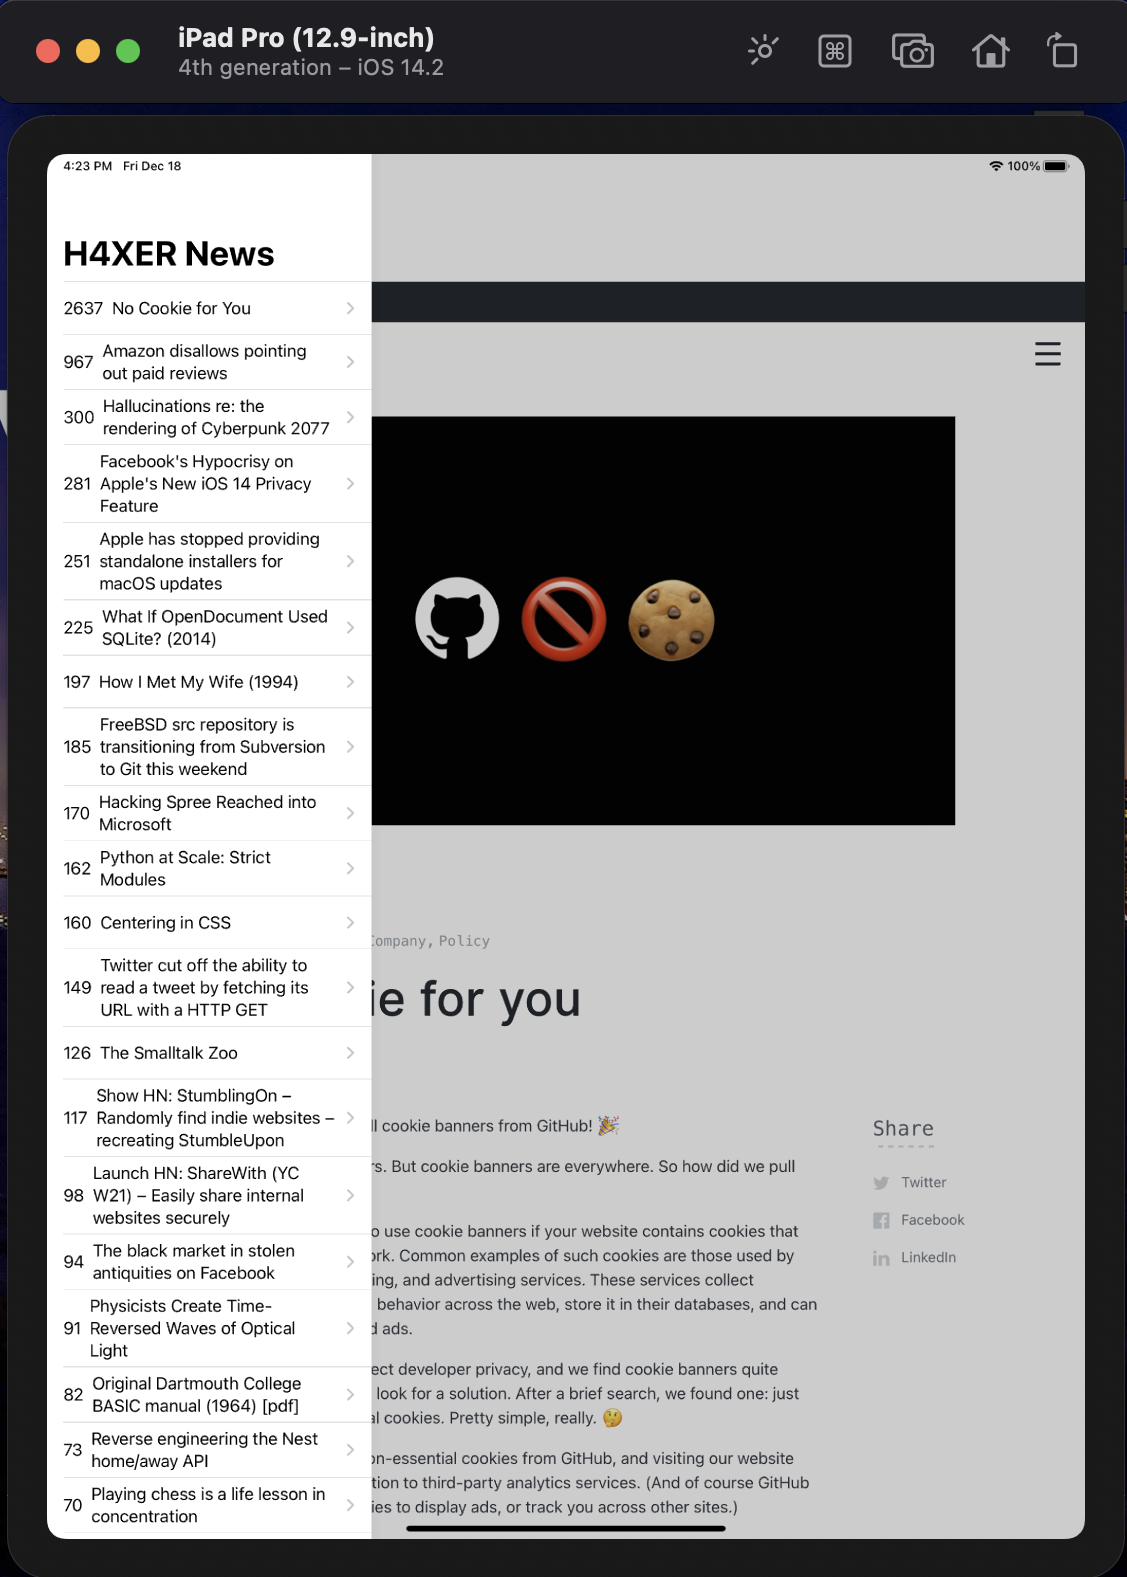 iPad Pro (12.9-inch)
4th generation – iOS 14.2
4:23 PM Fri Dec 18
100%
H4XER News
2637 No Cookie for You
967 Amazon disallows pointing
out paid reviews
300 Hallucinations re: the
rendering of Cyberpunk 2077
281 Facebook's Hypocrisy on
Apple's New iOS 14 Privacy
Feature
251 Apple has stopped providing
standalone installers for
macOS updates
225 What If OpenDocument Used
SQLite? (2014)
197 How I Met My Wife (1994)
185 FreeBSD src repository is
transitioning from Subversion
to Git this weekend
170 Hacking Spree Reached into
Microsoft
162 Python at Scale: Strict
Modules
160 Centering in CSS
149 Twitter cut off the ability to
read a tweet by fetching its
URL with a HTTP GET
126 The Smalltalk Zoo
117 Show HN: StumblingOn –
Randomly find indie websites –
recreating StumbleUpon
98 Launch HN: ShareWith (YC
W21) – Easily share internal
websites securely
94 The black market in stolen
antiquities on Facebook
91 Physicists Create Time-
Reversed Waves of Optical
Light
82 Original Dartmouth College
BASIC manual (1964) [pdf]
73 Reverse engineering the Nest
home/away API
70 Playing chess is a life lesson in
concentration
Company, Policy
ie for you
ll cookie banners from GitHub! 🎉
rs. But cookie banners are everywhere. So how did we pull
o use cookie banners if your website contains cookies that
ork. Common examples of such cookies are those used by
ing, and advertising services. These services collect
behavior across the web, store it in their databases, and can
d ads.
ect developer privacy, and we find cookie banners quite
look for a solution. After a brief search, we found one: just
al cookies. Pretty simple, really. 🤔
on-essential cookies from GitHub, and visiting our website
tion to third-party analytics services. (And of course GitHub
ies to display ads, or track you across other sites.)
Share
Twitter
Facebook
LinkedIn